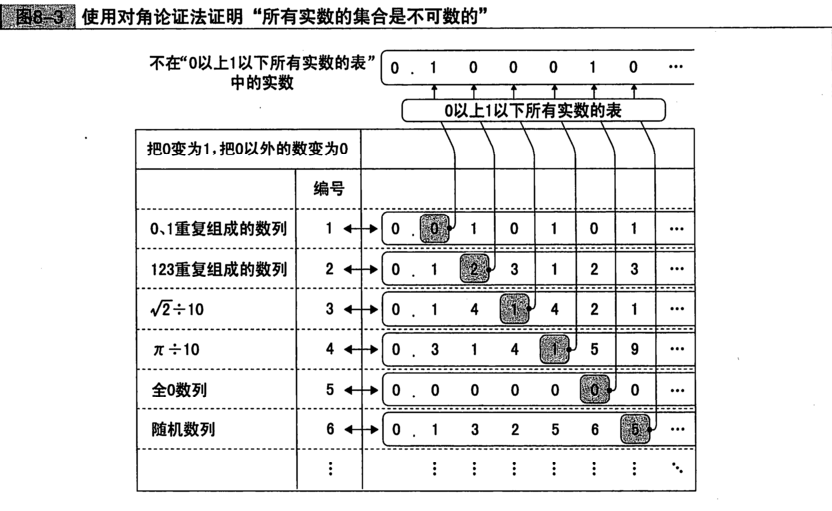 图8-3 使用对角论证法证明“所有实数的集合是不可数的”
不在“0以上1以下所有实数的表”
中的实数
0 . 1 0 0 0 1 0 …
0以上1以下所有实数的表
把0变为1,把0以外的数变为0
编号
0、1重复组成的数列 1 0 . 0 1 0 1 0 1 …
123重复组成的数列 2 0 . 1 2 3 1 2 3 …
√2÷10 3 0 . 1 4 1 4 2 1 …
π÷10 4 0 . 3 1 4 1 5 9 …
全0数列 5 0 . 0 0 0 0 0 0 …
随机数列 6 0 . 1 3 2 5 6 5 …
⋮ ⋮ ⋮ ⋮ ⋮ ⋮ ⋮ ⋱